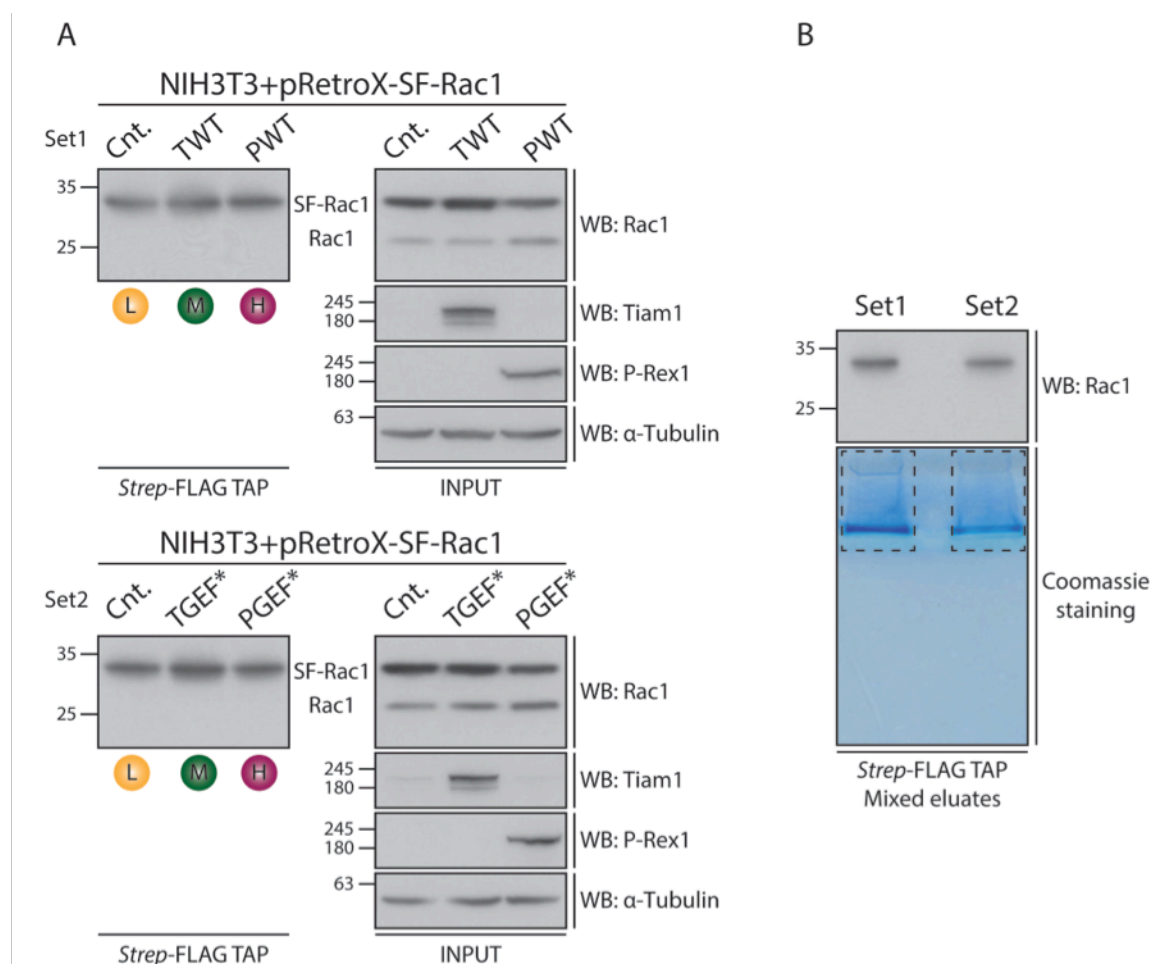 A
NIH3T3+pRetroX-SF-Rac1
Set1 Cnt. TWT PWT Cnt. TWT PWT
35
SF-Rac1
Rac1
25
WB: Rac1
L M H
245
180
WB: Tiam1
245
180
WB: P-Rex1
63
WB: α-Tubulin
Strep-FLAG TAP INPUT
NIH3T3+pRetroX-SF-Rac1
Set2 Cnt. TGEF* PGEF* Cnt. TGEF* PGEF*
35
SF-Rac1
Rac1
25
WB: Rac1
L M H
245
180
WB: Tiam1
245
180
WB: P-Rex1
63
WB: α-Tubulin
Strep-FLAG TAP INPUT
B
Set1 Set2
35
25
WB: Rac1
Coomassie
staining
Strep-FLAG TAP
Mixed eluates